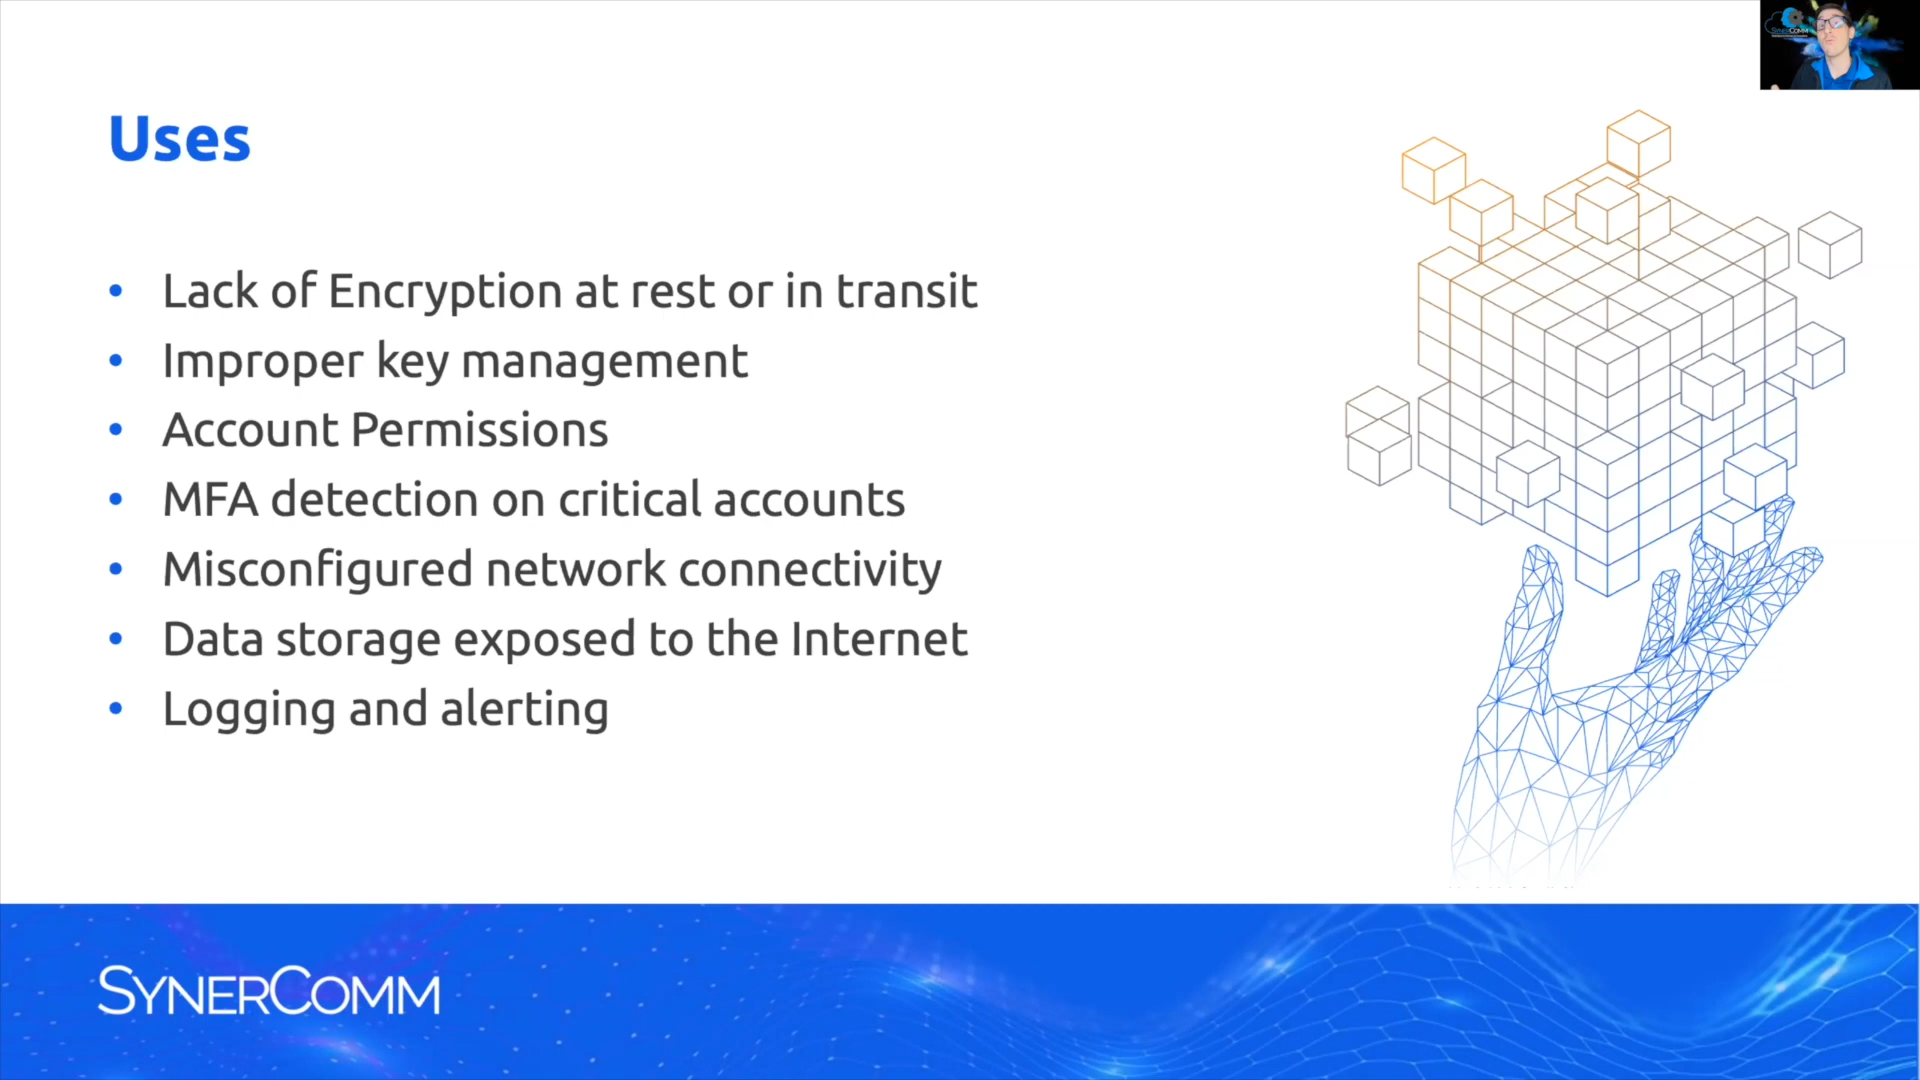 SYNERCOMM
Uses
• Lack of Encryption at rest or in transit
• Improper key management
• Account Permissions
• MFA detection on critical accounts
• Misconfigured network connectivity
• Data storage exposed to the Internet
• Logging and alerting
SYNERCOMM